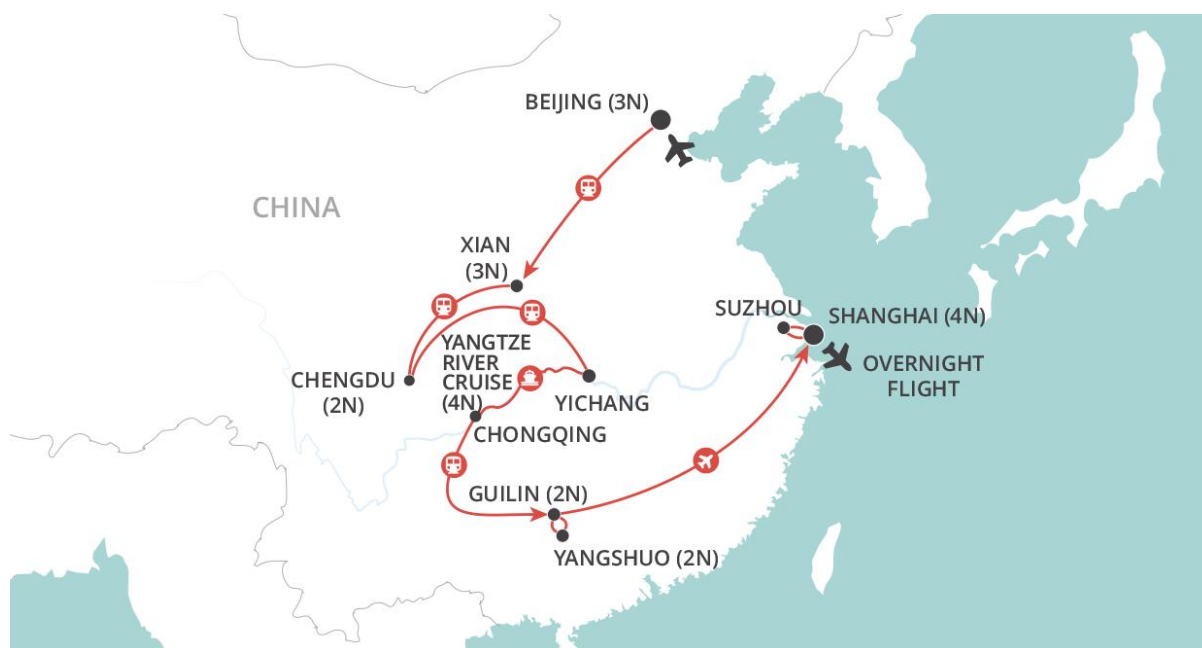 BEIJING (3N)
CHINA
XIAN
(3N)
SUZHOU
SHANGHAI (4N)
OVERNIGHT
FLIGHT
YANGTZE
RIVER
CRUISE
(4N)
CHENGDU
(2N)
YICHANG
CHONGQING
GUILIN (2N)
YANGSHUO (2N)